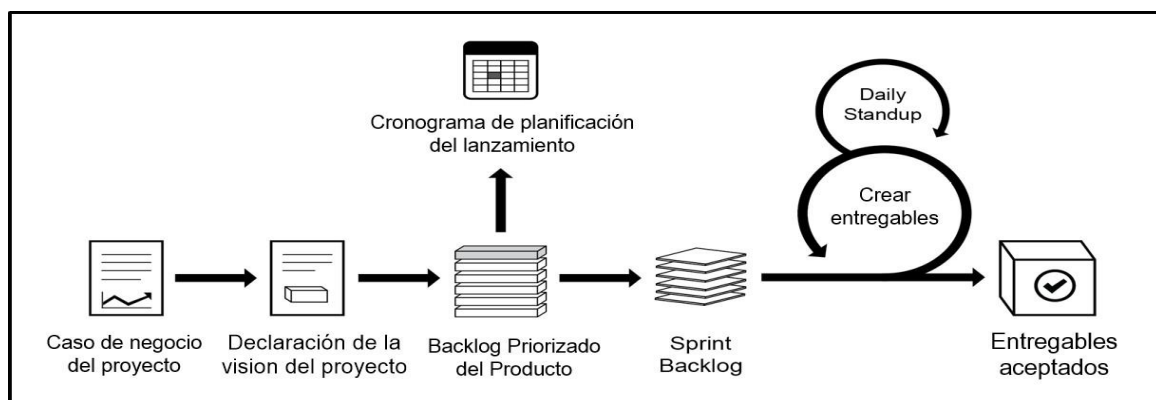 Cronograma de planificación
del lanzamiento
Daily
Standup
Crear
entregables
Caso de negocio
del proyecto
Declaración de la
vision del proyecto
Backlog Priorizado
del Producto
Sprint
Backlog
Entregables
aceptados